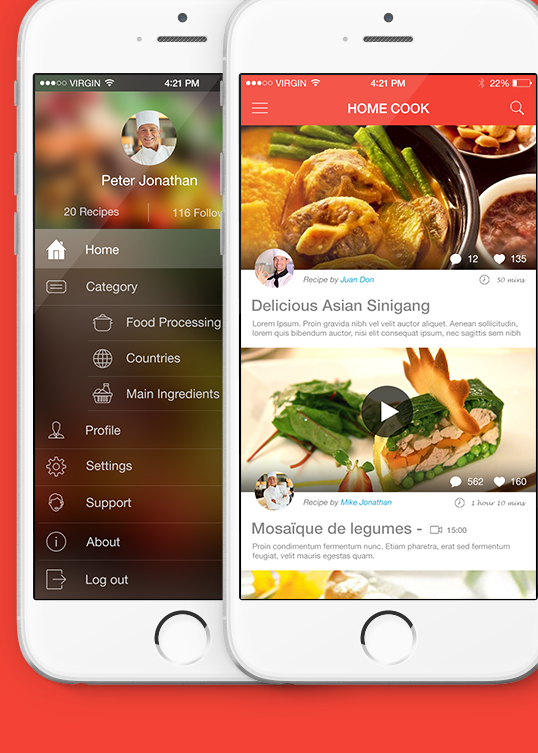 VIRGIN 4:21 PM
Peter Jonathan
20 Recipes 116
Home
Category
Food Processing
Countries
Main Ingredients
Profile
Settings
Support
About
Log out
VIRGIN 4:21 PM 22%
HOME COOK
12 135
Recipe by Juan Don 50 mins
Delicious Asian Sinigang
Lorem Ipsum. Proin gravida nibh vel velit auctor aliquet. Aenean sollicitudin,
lorem quis bibendum auctor, nisi elit consequat ipsum, nec sagittis sem nibh
562 160
Recipe by Mike Jonathan 1 hour 10 mins
Mosaïque de legumes - 15:00
Proin condimentum fermentum nunc. Etiam pharetra, erat sed fermentum
feugiat, velit mauris egestas quam.